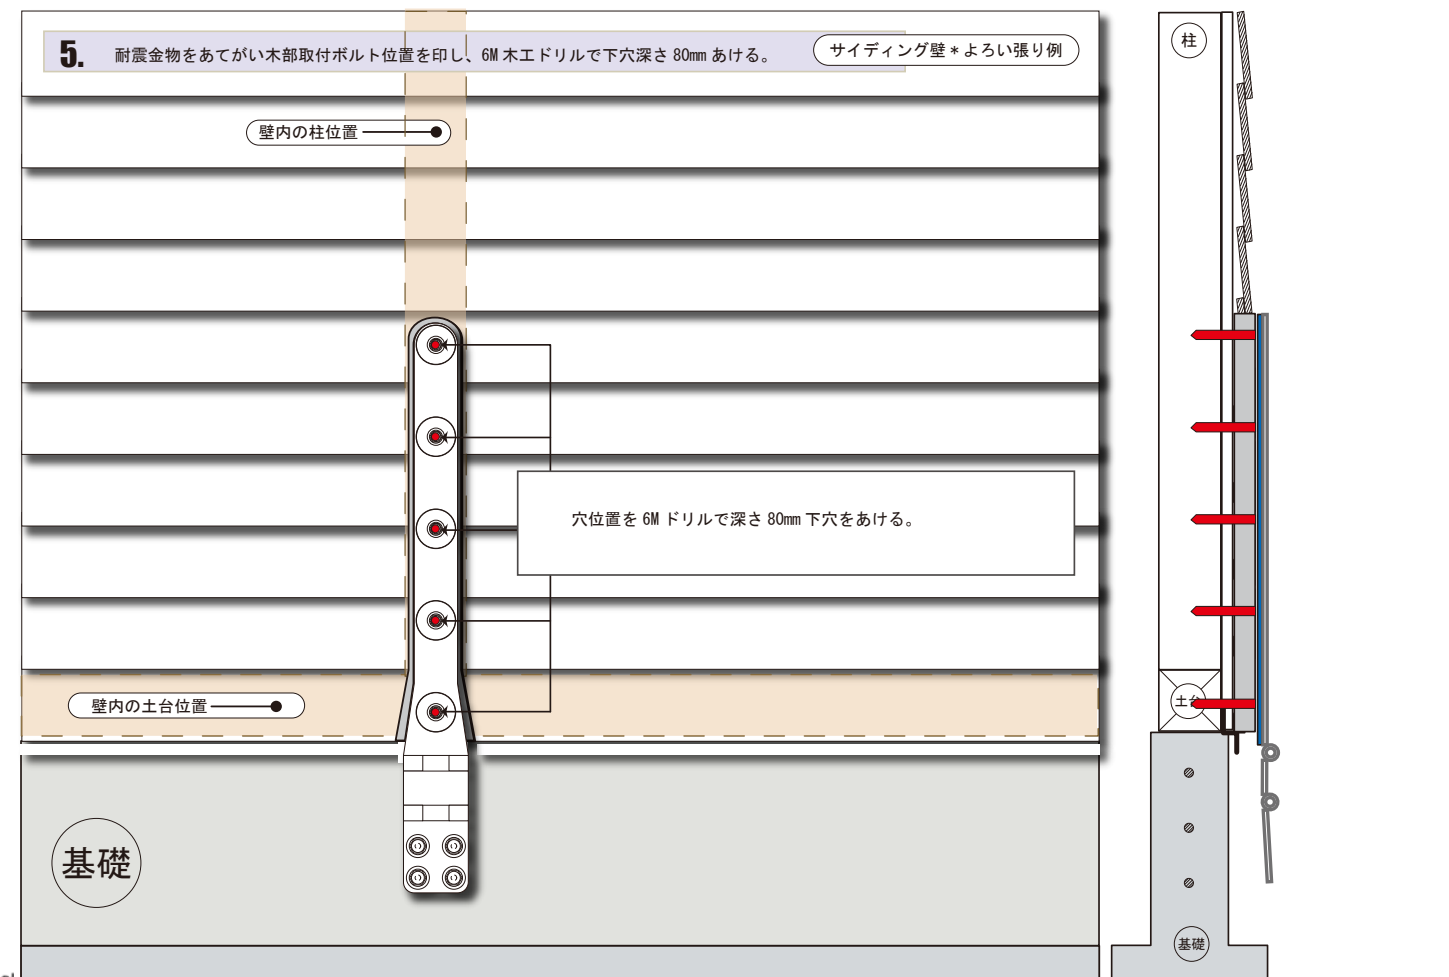 5. 耐震金物をあてがい木部取付ボルト位置を印し、6M 木工ドリルで下穴深さ 80mm あける。
サイディング壁＊よろい張り例
壁内の柱位置
穴位置を 6M ドリルで深さ 80mm 下穴をあける。
壁内の土台位置
基礎
柱
土台
基礎